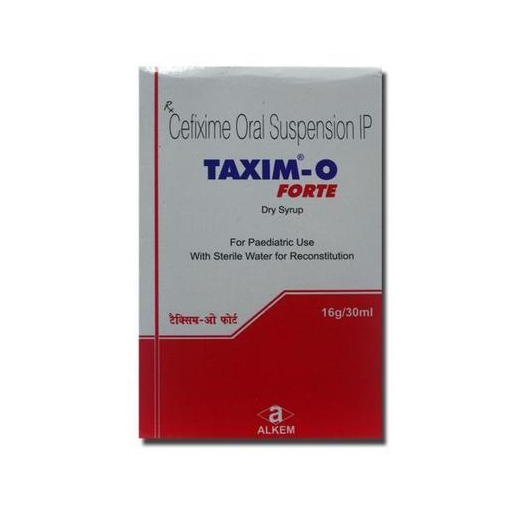 Rx
Cefixime Oral Suspension IP
TAXIM®-O
FORTE
Dry Syrup
For Paediatric Use
With Sterile Water for Reconstitution
टैक्सिम-ओ फोर्ट
16g/30ml
a
ALKEM